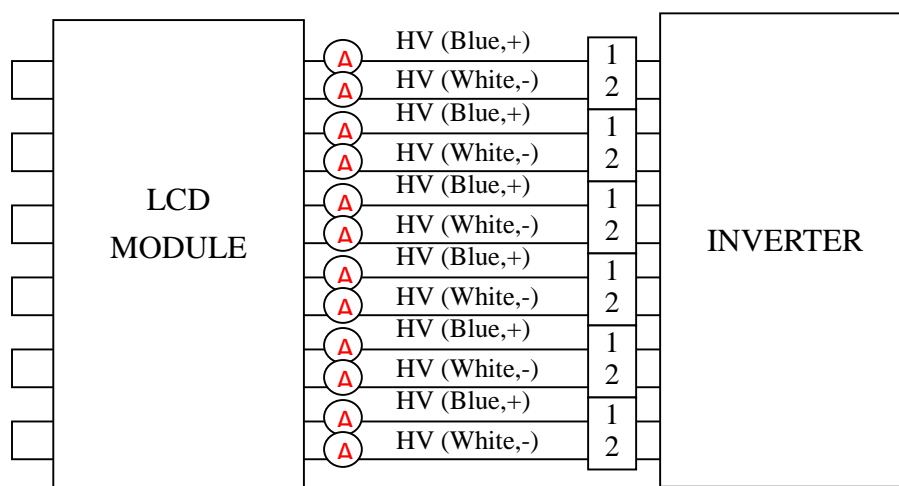 A HV (Blue,+) 1
A HV (White,-) 2
A HV (Blue,+) 1
A HV (White,-) 2
LCD
MODULE
A HV (Blue,+) 1
A HV (White,-) 2
INVERTER
A HV (Blue,+) 1
A HV (White,-) 2
A HV (Blue,+) 1
A HV (White,-) 2
A HV (Blue,+) 1
A HV (White,-) 2